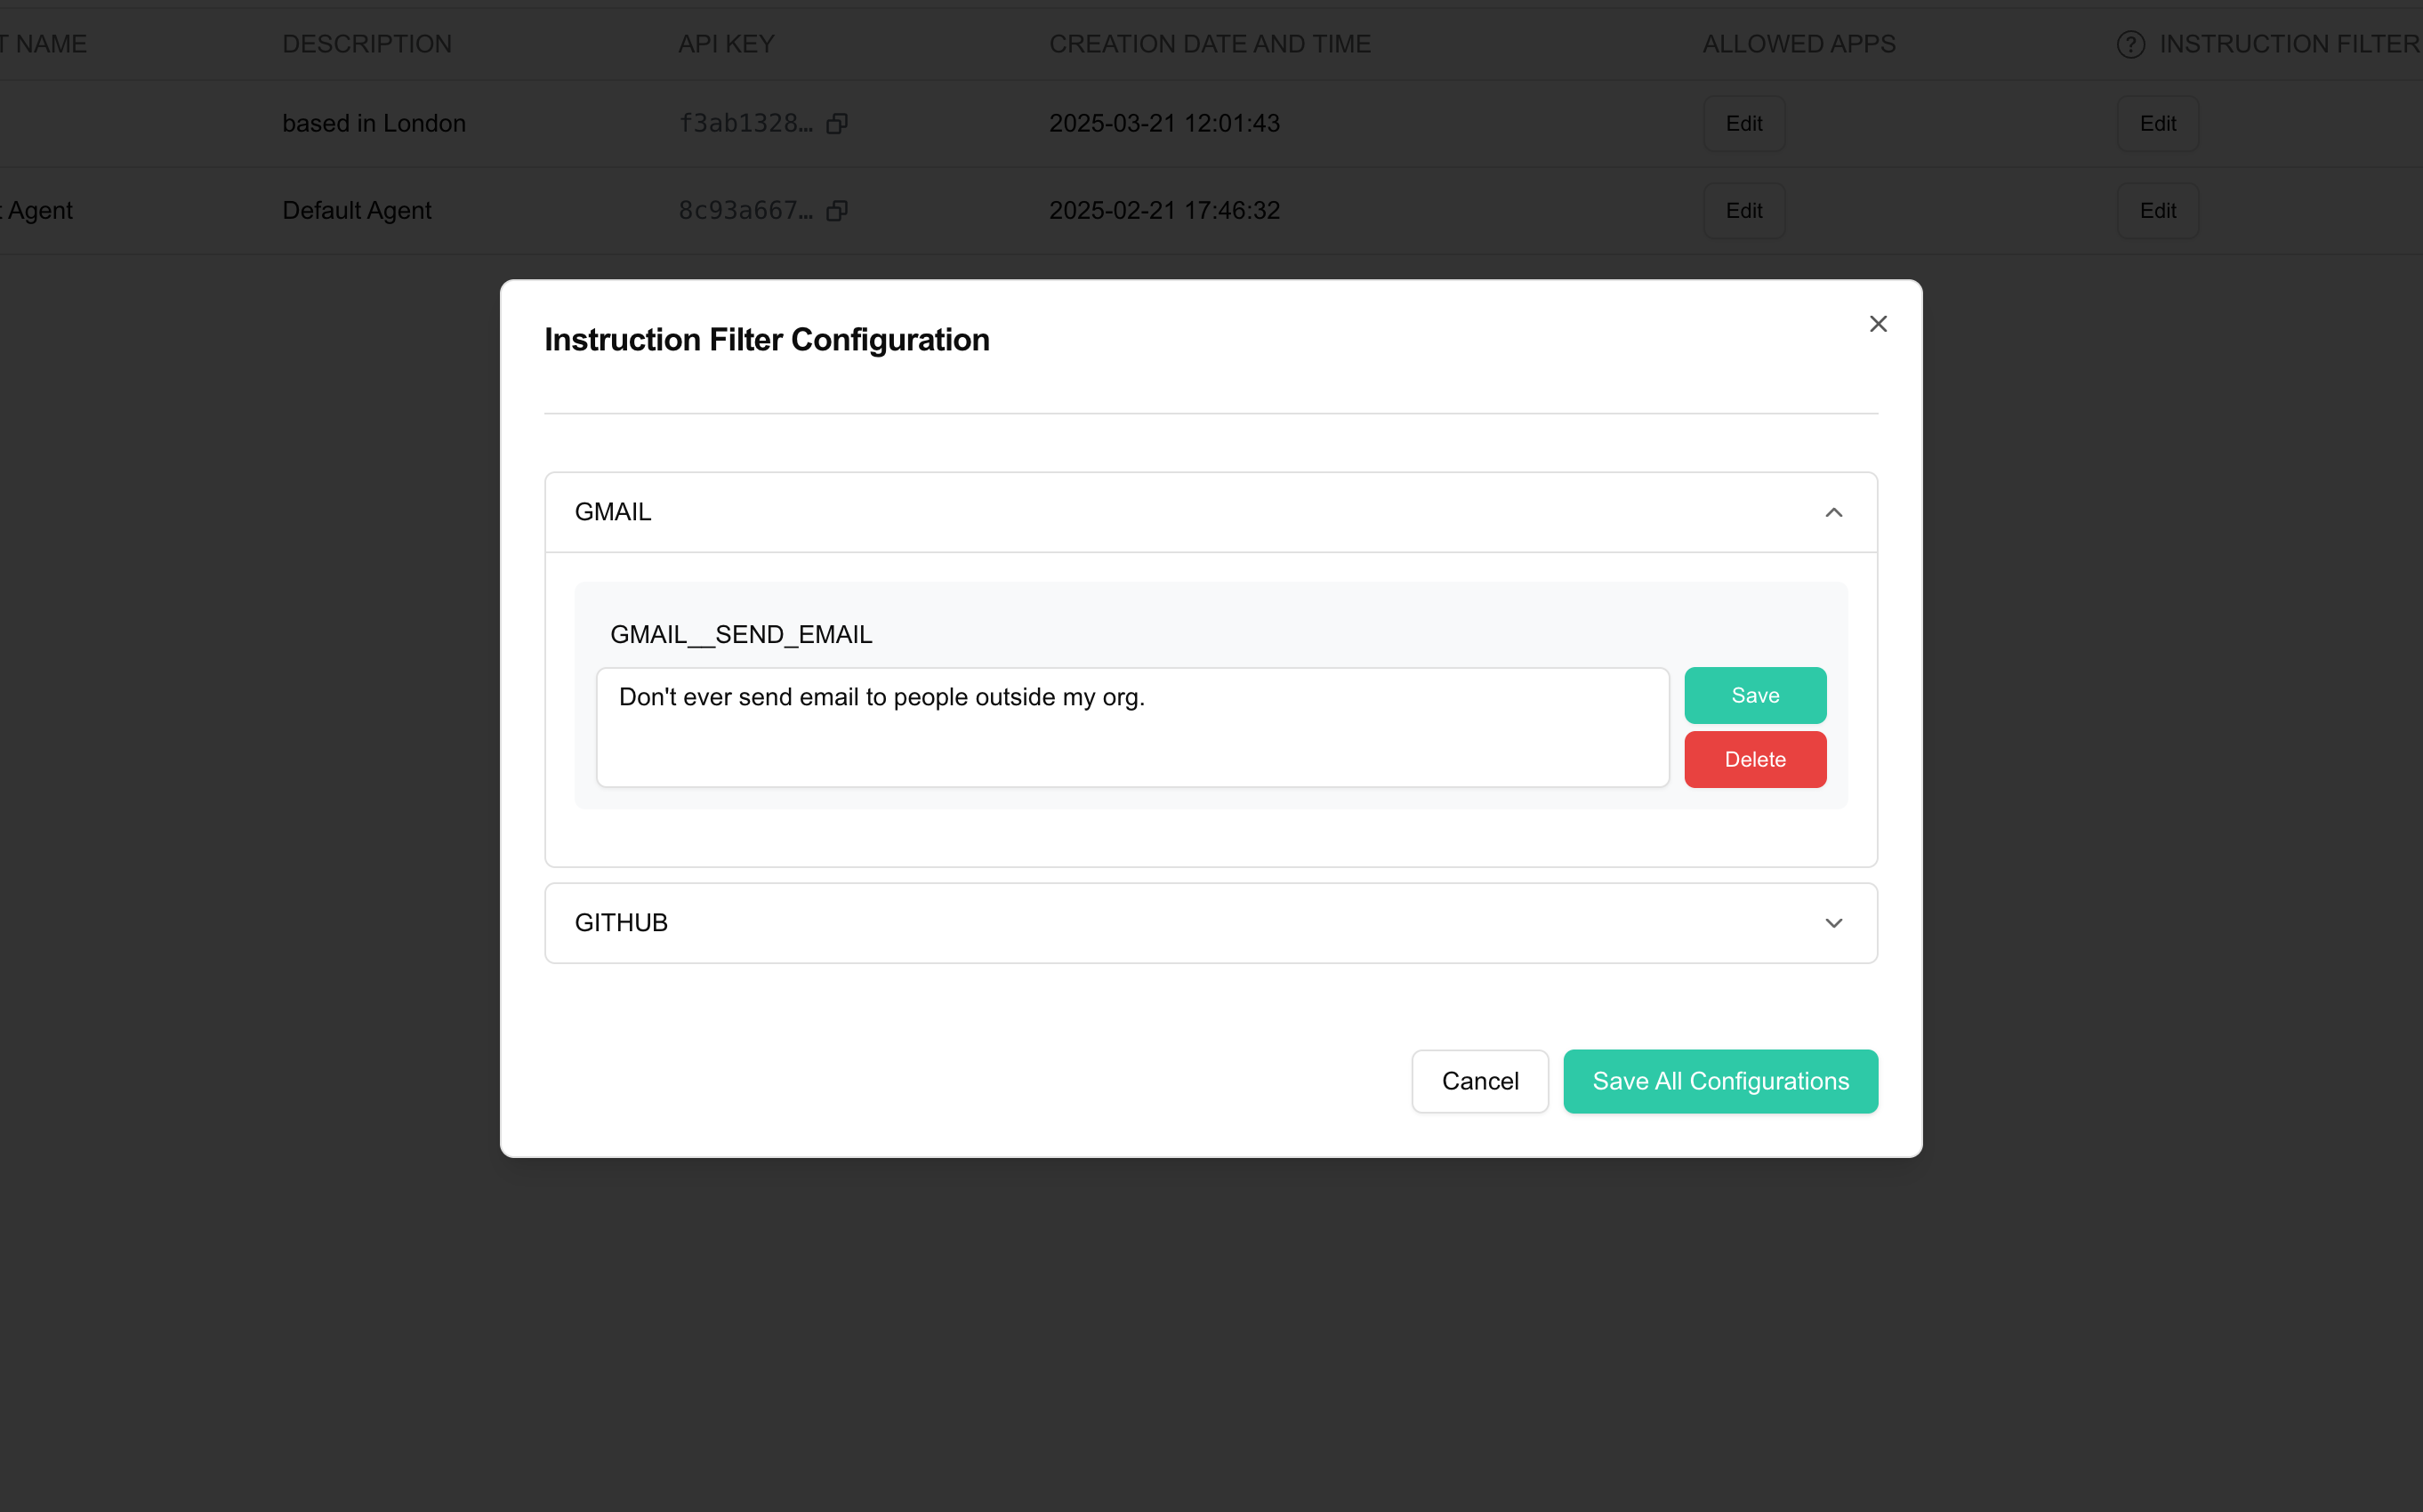 T NAME DESCRIPTION API KEY CREATION DATE AND TIME ALLOWED APPS ? INSTRUCTION FILTER
based in London f3ab1328… 2025-03-21 12:01:43 Edit Edit
t Agent Default Agent 8c93a667… 2025-02-21 17:46:32 Edit Edit
Instruction Filter Configuration
GMAIL
GMAIL__SEND_EMAIL
Don't ever send email to people outside my org.
Save
Delete
GITHUB
Cancel Save All Configurations